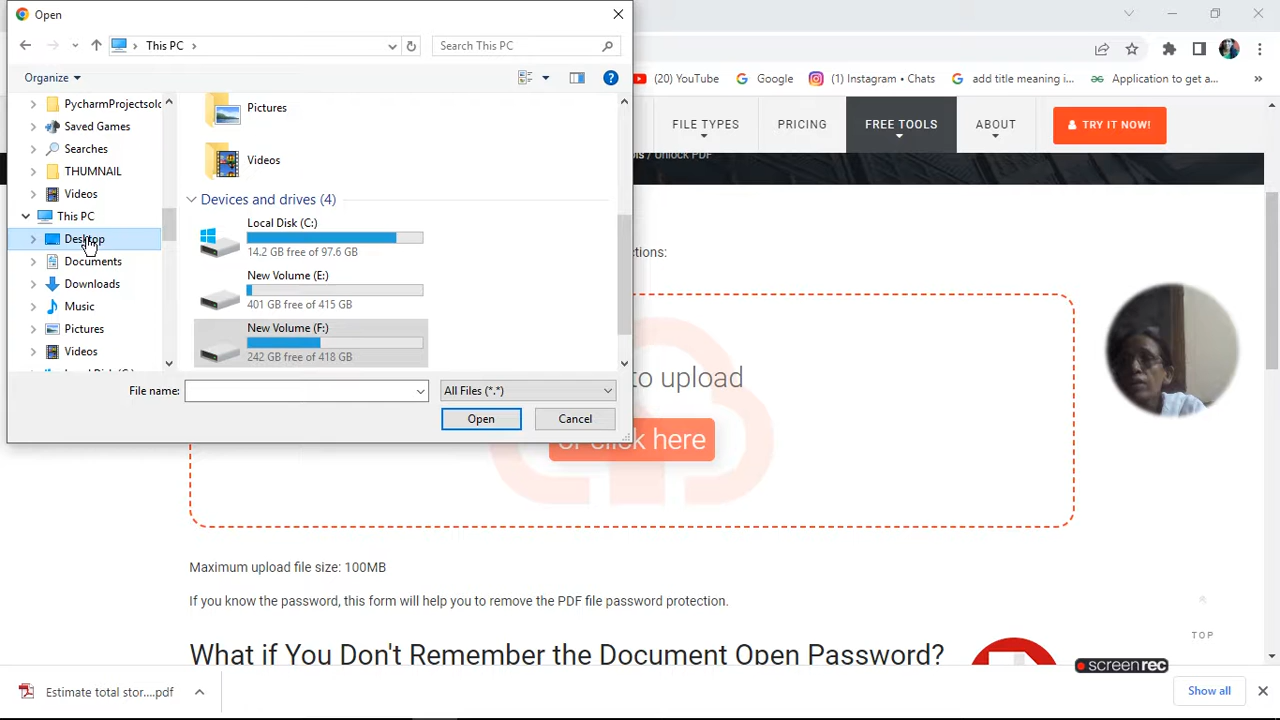 Open
This PC
Search This PC
Organize
PycharmProjectsolc
Saved Games
Searches
THUMNAIL
Videos
This PC
Desktop
Documents
Downloads
Music
Pictures
Videos
Pictures
Videos
Devices and drives (4)
Local Disk (C:)
14.2 GB free of 97.6 GB
New Volume (E:)
401 GB free of 415 GB
New Volume (F:)
242 GB free of 418 GB
File name:
All Files (*.*)
Open
Cancel
(20) YouTube
Google
(1) Instagram • Chats
add title meaning i...
Application to get a...
»
FILE TYPES
PRICING
FREE TOOLS
ABOUT
TRY IT NOW!
/ Unlock PDF
ctions:
to upload
or click here
Maximum upload file size: 100MB
If you know the password, this form will help you to remove the PDF file password protection.
TOP
What if You Don't Remember the Document Open Password?
screenrec
Estimate total stor....pdf
Show all